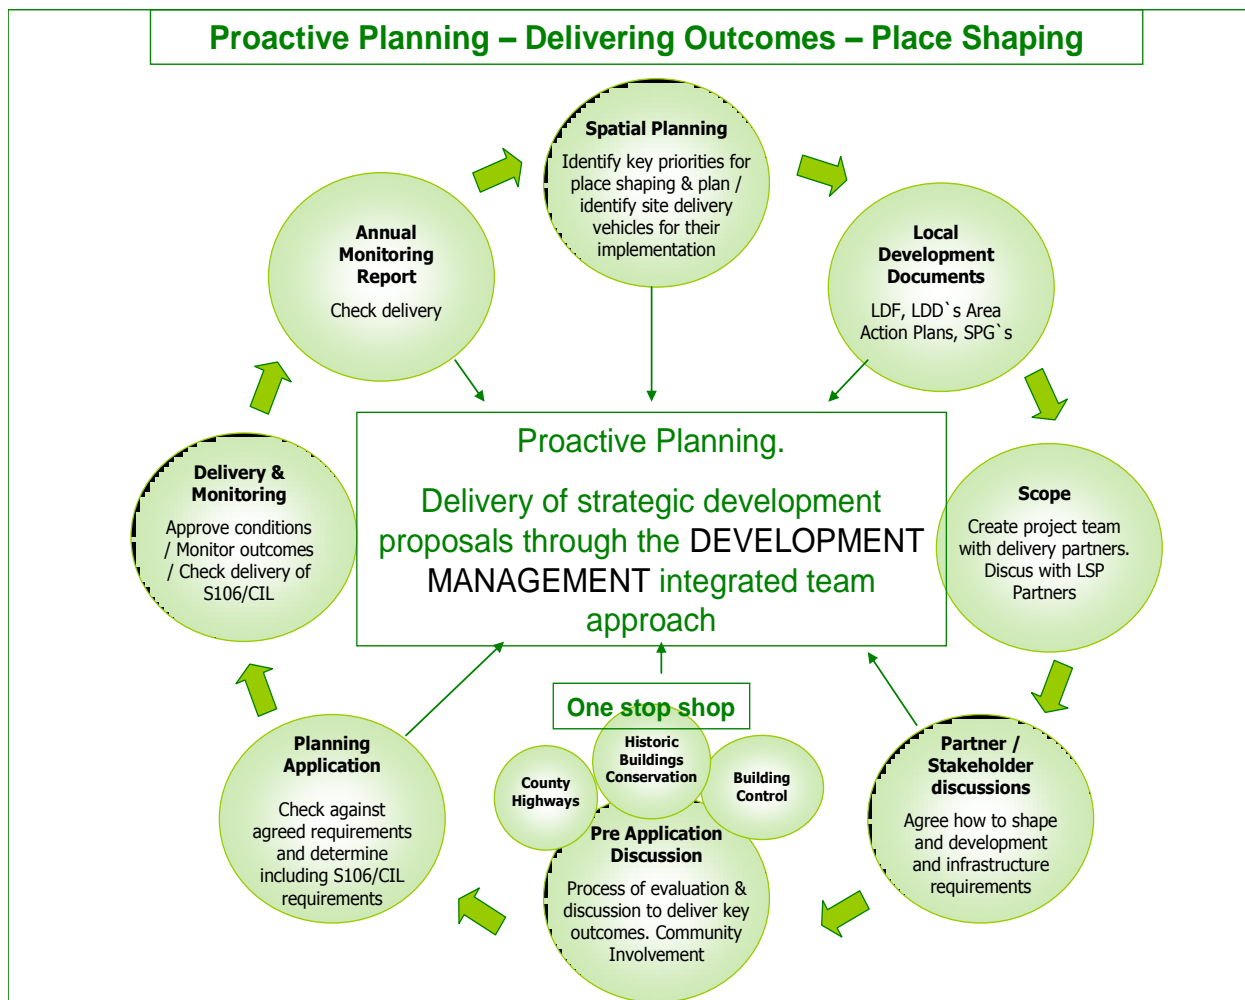 Proactive Planning – Delivering Outcomes – Place Shaping
Spatial Planning
Identify key priorities for
place shaping & plan /
identify site delivery
vehicles for their
implementation
Local
Development
Documents
LDF, LDD`s Area
Action Plans, SPG`s
Scope
Create project team
with delivery partners.
Discus with LSP
Partners
Partner /
Stakeholder
discussions
Agree how to shape
and development
and infrastructure
requirements
One stop shop
County
Highways
Historic
Buildings
Conservation
Building
Control
Pre Application
Discussion
Process of evaluation &
discussion to deliver key
outcomes. Community
Involvement
Planning
Application
Check against
agreed requirements
and determine
including S106/CIL
requirements
Delivery &
Monitoring
Approve conditions
/ Monitor outcomes
/ Check delivery of
S106/CIL
Annual
Monitoring
Report
Check delivery
Proactive Planning.
Delivery of strategic development
proposals through the DEVELOPMENT
MANAGEMENT integrated team
approach